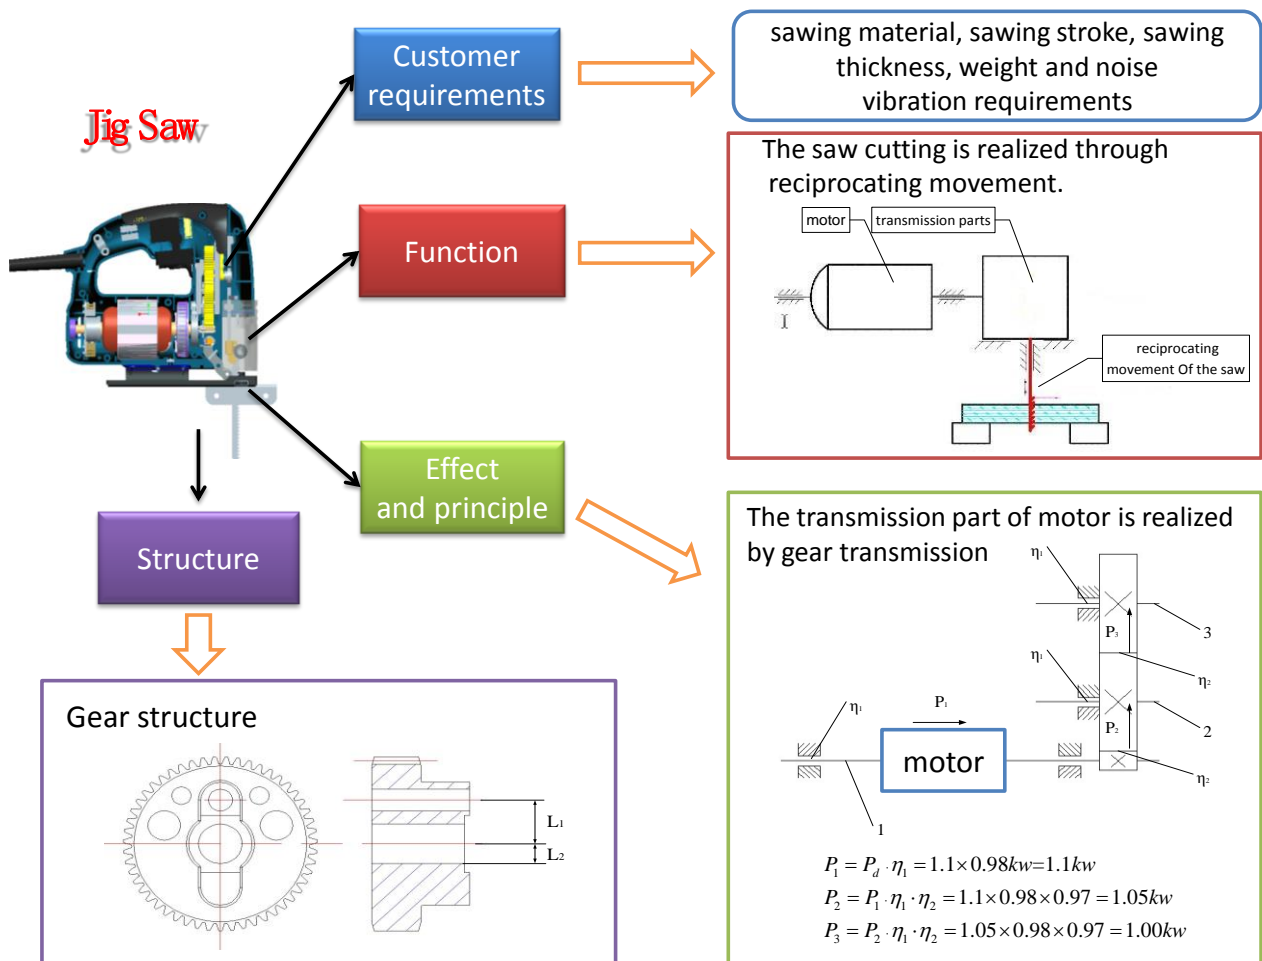 Jig Saw
Customer
requirements
sawing material, sawing stroke, sawing
thickness, weight and noise
vibration requirements
Function
The saw cutting is realized through
reciprocating movement.
motor
transmission parts
reciprocating
movement Of the saw
Effect
and principle
The transmission part of motor is realized
by gear transmission
η₁
P₃
3
η₁
η₂
P₂
2
η₁
P₁
η₂
motor
1
P₁ = P_d · η₁ = 1.1×0.98kw=1.1kw
P₂ = P₁ · η₁ · η₂ = 1.1×0.98×0.97 = 1.05kw
P₃ = P₂ · η₁ · η₂ = 1.05×0.98×0.97 = 1.00kw
Structure
Gear structure
L₁
L₂